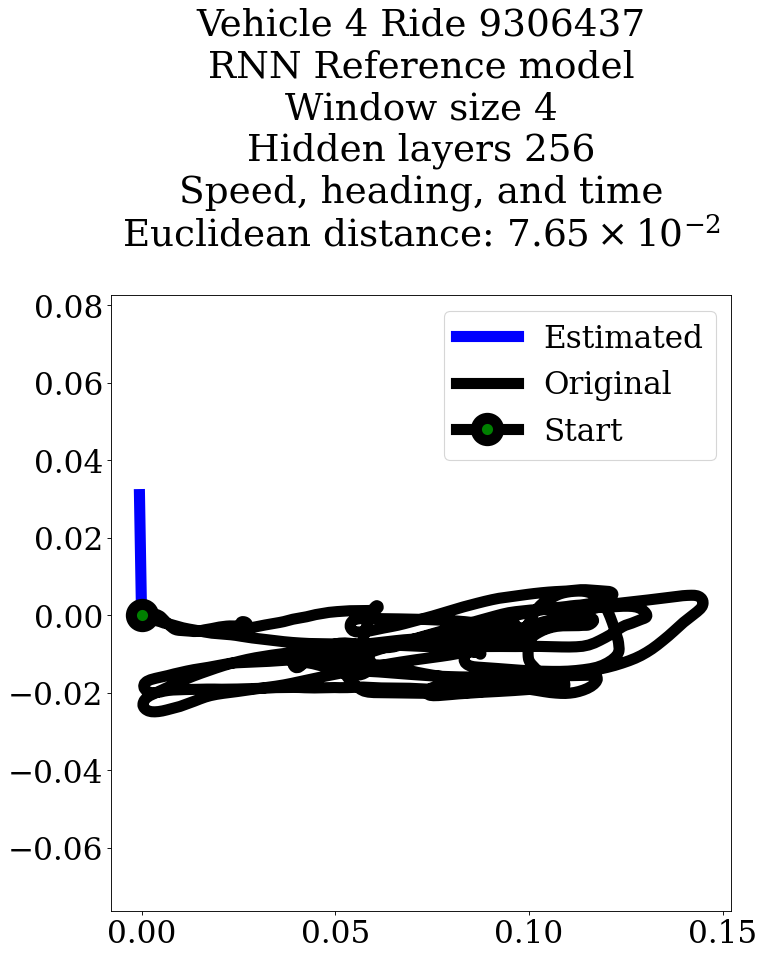 Vehicle 4 Ride 9306437
RNN Reference model
Window size 4
Hidden layers 256
Speed, heading, and time
Euclidean distance: 7.65 × 10⁻²
Estimated
Original
Start
0.08
0.06
0.04
0.02
0.00
−0.02
−0.04
−0.06
0.00 0.05 0.10 0.15